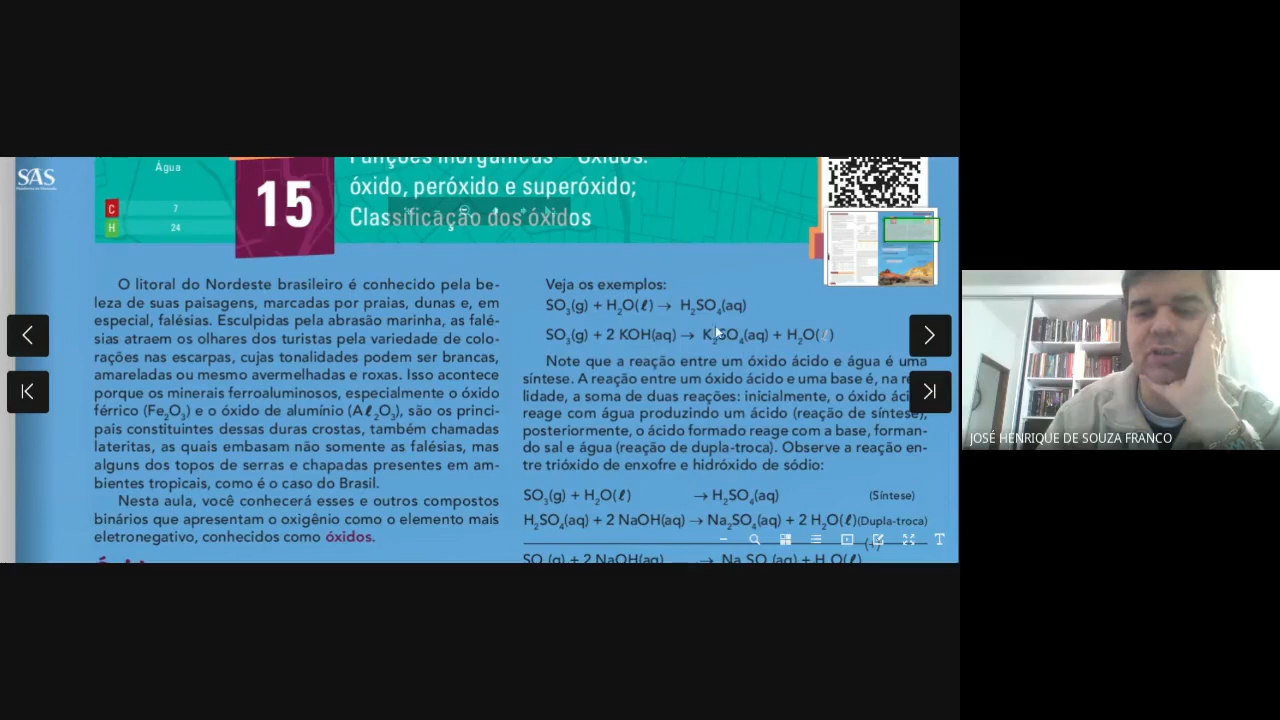 SAS
Água
C 7
H 24
15
Funções Inorgânicas – Óxidos:
óxido, peróxido e superóxido;
Classificação dos óxidos
O litoral do Nordeste brasileiro é conhecido pela be-
leza de suas paisagens, marcadas por praias, dunas e, em
especial, falésias. Esculpidas pela abrasão marinha, as falé-
sias atraem os olhares dos turistas pela variedade de colo-
rações nas escarpas, cujas tonalidades podem ser brancas,
amareladas ou mesmo avermelhadas e roxas. Isso acontece
porque os minerais ferroaluminosos, especialmente o óxido
férrico (Fe₂O₃) e o óxido de alumínio (Aℓ₂O₃), são os princi-
pais constituintes dessas duras crostas, também chamadas
lateritas, as quais embasam não somente as falésias, mas
alguns dos topos de serras e chapadas presentes em am-
bientes tropicais, como é o caso do Brasil.
Nesta aula, você conhecerá esses e outros compostos
binários que apresentam o oxigênio como o elemento mais
eletronegativo, conhecidos como óxidos.
Veja os exemplos:
SO₃(g) + H₂O(ℓ) → H₂SO₄(aq)
SO₃(g) + 2 KOH(aq) → K₂SO₄(aq) + H₂O(ℓ)
Note que a reação entre um óxido ácido e água é uma
síntese. A reação entre um óxido ácido e uma base é, na
lidade, a soma de duas reações: inicialmente, o óxido
reage com água produzindo um ácido (reação de síntese),
posteriormente, o ácido formado reage com a base, forman-
do sal e água (reação de dupla-troca). Observe a reação en-
tre trióxido de enxofre e hidróxido de sódio:
SO₃(g) + H₂O(ℓ) → H₂SO₄(aq) (Síntese)
H₂SO₄(aq) + 2 NaOH(aq) → Na₂SO₄(aq) + 2 H₂O(ℓ) (Dupla-troca)
(+)
SO₃(g) + 2 NaOH(aq) → Na₂SO₄(aq) + H₂O(ℓ)
T
JOSÉ HENRIQUE DE SOUZA FRANCO